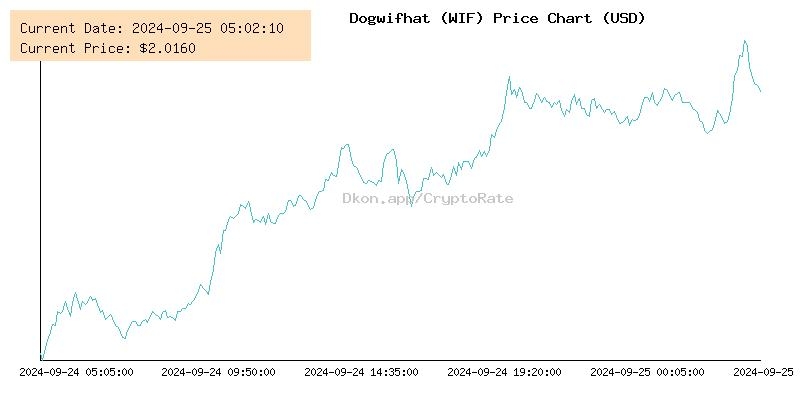 Dogwifhat (WIF) Price Chart (USD)
Current Date: 2024-09-25 05:02:10
Current Price: $2.0160
Dkon.app/CryptoRate
2024-09-24 05:05:00 2024-09-24 09:50:00 2024-09-24 14:35:00 2024-09-24 19:20:00 2024-09-25 00:05:00 2024-09-25